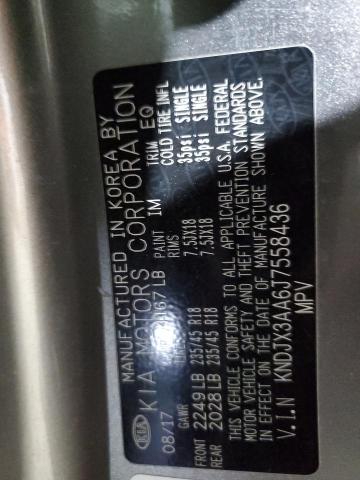 MANUFACTURED IN KOREA BY
KIA KIA MOTORS CORPORATION
08/17 67 LB PAINT IM TRIM EQ
GAWR RIMS COLD TIRE INFL
FRONT 2249 LB 235/45 R18 7.5JX18 35psi SINGLE
REAR 2028 LB 235/45 R18 7.5JX18 35psi SINGLE
THIS VEHICLE CONFORMS TO ALL APPLICABLE U.S.A. FEDERAL
MOTOR VEHICLE SAFETY AND THEFT PREVENTION STANDARDS
IN EFFECT ON THE DATE OF MANUFACTURE SHOWN ABOVE.
V.I.N KNDJX3AA6J7558436
MPV